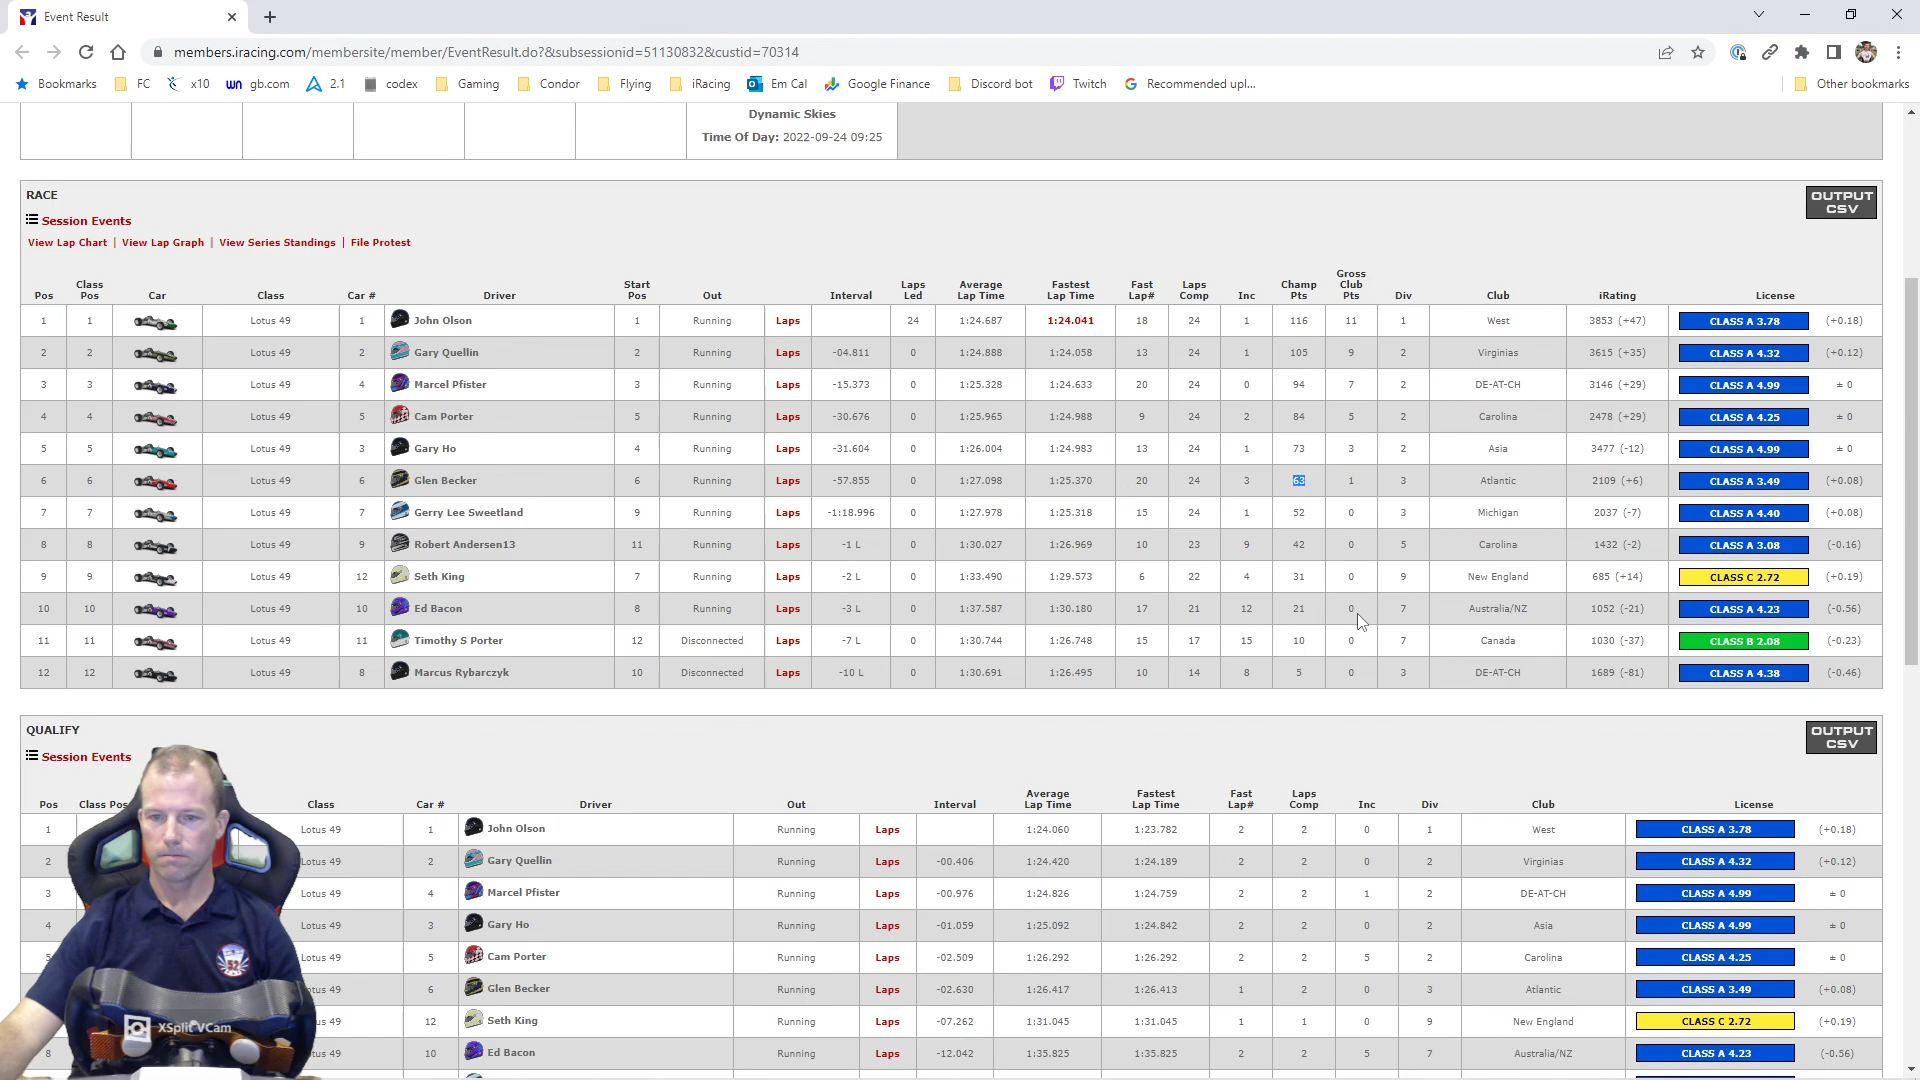 Event Result
members.iracing.com/membersite/member/EventResult.do?&subsessionid=51130832&custid=70314
Bookmarks FC x10 gb.com 2.1 codex Gaming Condor Flying iRacing Em Cal Google Finance Discord bot Twitch Recommended upl... Other bookmarks
Dynamic Skies
Time Of Day: 2022-09-24 09:25
RACE
OUTPUT CSV
Session Events
View Lap Chart | View Lap Graph | View Series Standings | File Protest
Pos Class Pos Car Class Car # Driver Start Pos Out Interval Laps Led Average Lap Time Fastest Lap Time Fast Lap# Laps Comp Inc Champ Pts Gross Club Pts Div Club iRating License
1 1 Lotus 49 1 John Olson 1 Running Laps 24 1:24.687 1:24.041 18 24 1 116 11 1 West 3853 (+47) CLASS A 3.78 (+0.18)
2 2 Lotus 49 2 Gary Quellin 2 Running Laps -04.811 0 1:24.888 1:24.058 13 24 1 105 9 2 Virginias 3615 (+35) CLASS A 4.32 (+0.12)
3 3 Lotus 49 4 Marcel Pfister 3 Running Laps -15.373 0 1:25.328 1:24.633 20 24 0 94 7 2 DE-AT-CH 3146 (+29) CLASS A 4.99 ± 0
4 4 Lotus 49 5 Cam Porter 5 Running Laps -30.676 0 1:25.965 1:24.988 9 24 2 84 5 2 Carolina 2478 (+29) CLASS A 4.25 ± 0
5 5 Lotus 49 3 Gary Ho 4 Running Laps -31.604 0 1:26.004 1:24.983 13 24 1 73 3 2 Asia 3477 (-12) CLASS A 4.99 ± 0
6 6 Lotus 49 6 Glen Becker 6 Running Laps -57.855 0 1:27.098 1:25.370 20 24 3 63 1 3 Atlantic 2109 (+6) CLASS A 3.49 (+0.08)
7 7 Lotus 49 7 Gerry Lee Sweetland 9 Running Laps -1:18.996 0 1:27.978 1:25.318 15 24 1 52 0 3 Michigan 2037 (-7) CLASS A 4.40 (+0.08)
8 8 Lotus 49 9 Robert Andersen13 11 Running Laps -1 L 0 1:30.027 1:26.969 10 23 9 42 0 5 Carolina 1432 (-2) CLASS A 3.08 (-0.16)
9 9 Lotus 49 12 Seth King 7 Running Laps -2 L 0 1:33.490 1:29.573 6 22 4 31 0 9 New England 685 (+14) CLASS C 2.72 (+0.19)
10 10 Lotus 49 10 Ed Bacon 8 Running Laps -3 L 0 1:37.587 1:30.180 17 21 12 21 0 7 Australia/NZ 1052 (-21) CLASS A 4.23 (-0.56)
11 11 Lotus 49 11 Timothy S Porter 12 Disconnected Laps -7 L 0 1:30.744 1:26.748 15 17 15 10 0 7 Canada 1030 (-37) CLASS B 2.08 (-0.23)
12 12 Lotus 49 8 Marcus Rybarczyk 10 Disconnected Laps -10 L 0 1:30.691 1:26.495 10 14 8 5 0 3 DE-AT-CH 1689 (-81) CLASS A 4.38 (-0.46)
QUALIFY
OUTPUT CSV
Session Events
Pos Class Pos Class Car # Driver Out Interval Average Lap Time Fastest Lap Time Fast Lap# Laps Comp Inc Div Club License
1 Lotus 49 1 John Olson Running Laps 1:24.060 1:23.782 2 2 0 1 West CLASS A 3.78 (+0.18)
2 Lotus 49 2 Gary Quellin Running Laps -00.406 1:24.420 1:24.189 2 2 0 2 Virginias CLASS A 4.32 (+0.12)
3 Lotus 49 4 Marcel Pfister Running Laps -00.976 1:24.826 1:24.759 2 2 1 2 DE-AT-CH CLASS A 4.99 ± 0
4 Lotus 49 3 Gary Ho Running Laps -01.059 1:25.092 1:24.842 2 2 0 2 Asia CLASS A 4.99 ± 0
5 Lotus 49 5 Cam Porter Running Laps -02.509 1:26.292 1:26.292 2 2 5 2 Carolina CLASS A 4.25 ± 0
Lotus 49 6 Glen Becker Running Laps -02.630 1:26.417 1:26.413 1 2 0 3 Atlantic CLASS A 3.49 (+0.08)
tus 49 12 Seth King Running Laps -07.262 1:31.045 1:31.045 1 1 0 9 New England CLASS C 2.72 (+0.19)
8 tus 49 10 Ed Bacon Running Laps -12.042 1:35.825 1:35.825 2 2 5 7 Australia/NZ CLASS A 4.23 (-0.56)
XSplit VCam